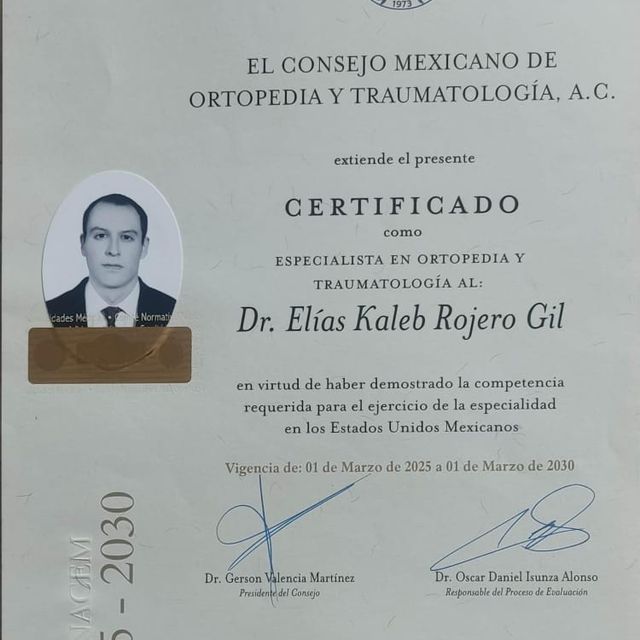 1973
EL CONSEJO MEXICANO DE
ORTOPEDIA Y TRAUMATOLOGÍA, A.C.
extiende el presente
CERTIFICADO
como
ESPECIALISTA EN ORTOPEDIA Y
TRAUMATOLOGÍA AL:
Dr. Elías Kaleb Rojero Gil
en virtud de haber demostrado la competencia
requerida para el ejercicio de la especialidad
en los Estados Unidos Mexicanos
Vigencia de: 01 de Marzo de 2025 a 01 de Marzo de 2030
Dr. Gerson Valencia Martínez
Presidente del Consejo
Dr. Oscar Daniel Isunza Alonso
Responsable del Proceso de Evaluación
5 - 2030